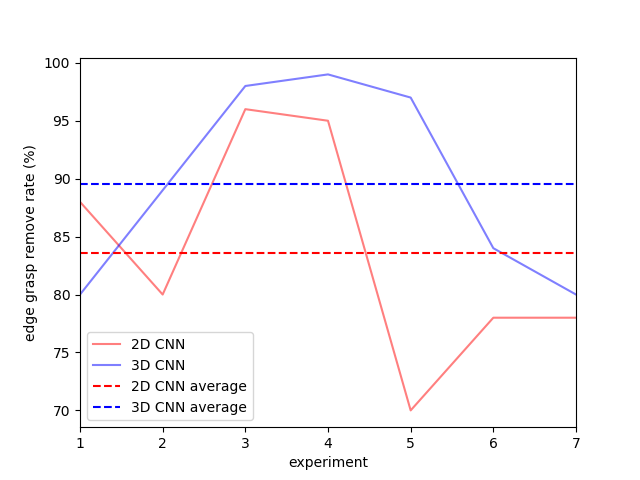 100
95
90
85
80
75
70
edge grasp remove rate (%)
2D CNN
3D CNN
2D CNN average
3D CNN average
1 2 3 4 5 6 7
experiment